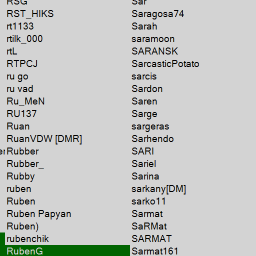 RSG Sar
RST_HIKS Saragosa74
rt1133 Sarah
rtilk_000 saramoon
rtL SARANSK
RTPCJ SarcasticPotato
ru go sarcis
ru vad Sardon
Ru_MeN Saren
RU137 Sarge
Ruan sargeras
RuanVDW [DMR] Sarhendo
Rubber SARI
Rubber_ Sariel
Rubby Sarina
ruben sarkany[DM]
Ruben sarko11
Ruben Papyan Sarmat
Ruben) SaRMat
rubenchik SARMAT
RubenG Sarmat161